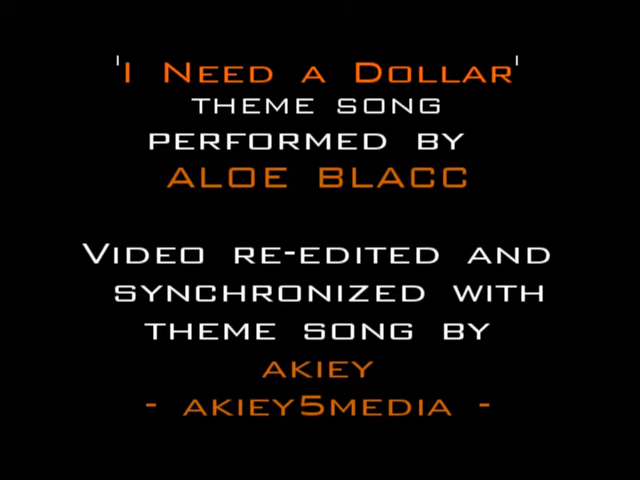 'I Need a Dollar'
THEME SONG
PERFORMED BY
ALOE BLACC
VIDEO RE-EDITED AND
SYNCHRONIZED WITH
THEME SONG BY
AKIEY
- AKIEY5MEDIA -